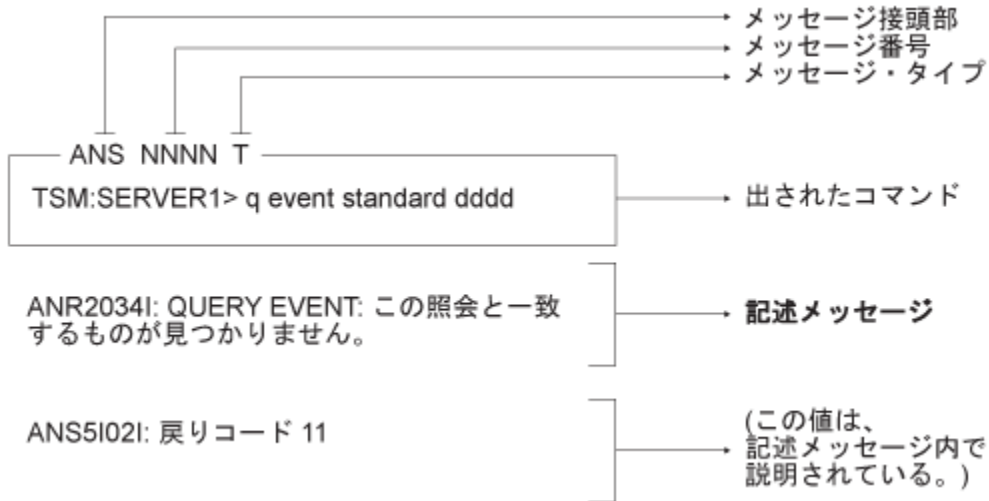 メッセージ接頭部
メッセージ番号
メッセージ・タイプ
ANS NNNN T
TSM:SERVER1> q event standard dddd
出されたコマンド
ANR2034I: QUERY EVENT: この照会と一致
するものが見つかりません。
記述メッセージ
ANS5I02I: 戻りコード 11
(この値は、
記述メッセージ内で
説明されている。)